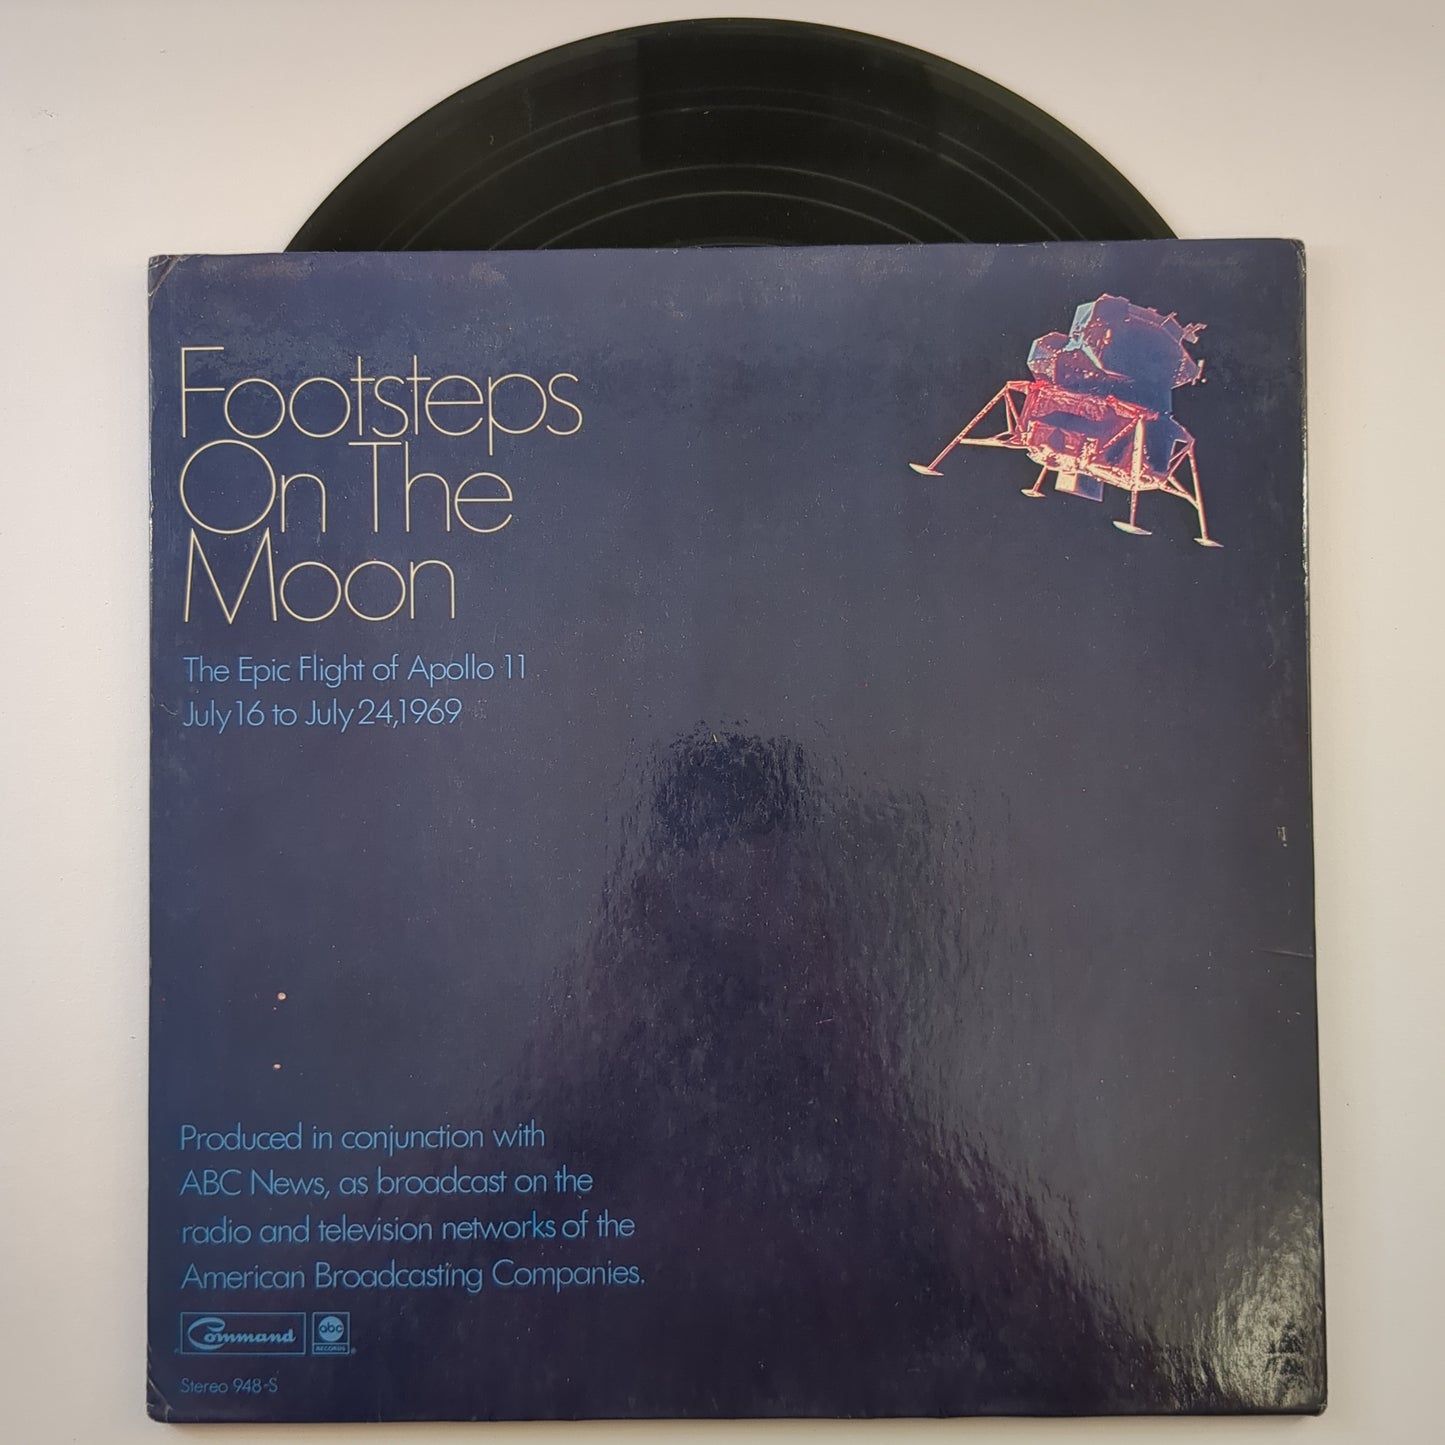 Footsteps
On The
Moon
The Epic Flight of Apollo 11
July 16 to July 24, 1969
Produced in conjunction with
ABC News, as broadcast on the
radio and television networks of the
American Broadcasting Companies.
Command
abc
RECORDS
Stereo 948-S